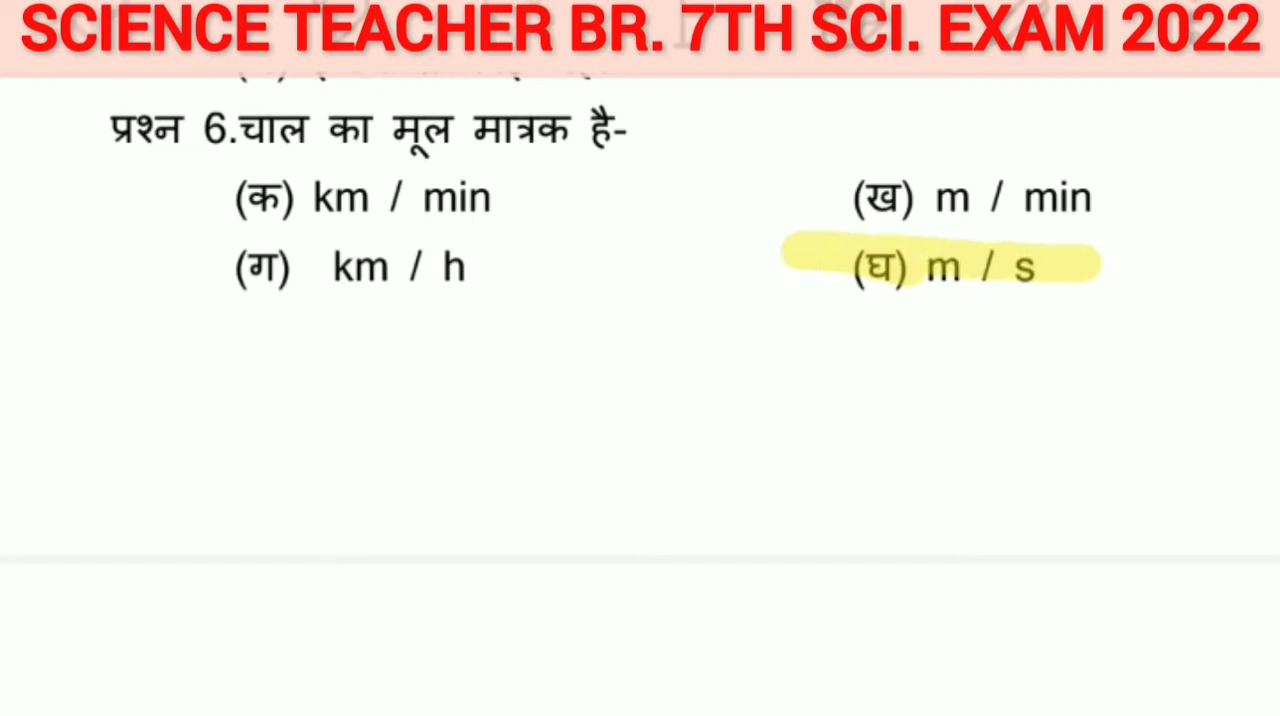 SCIENCE TEACHER BR. 7TH SCI. EXAM 2022
प्रश्न 6.चाल का मूल मात्रक है-
(क) km / min (ख) m / min
(ग) km / h (घ) m / s